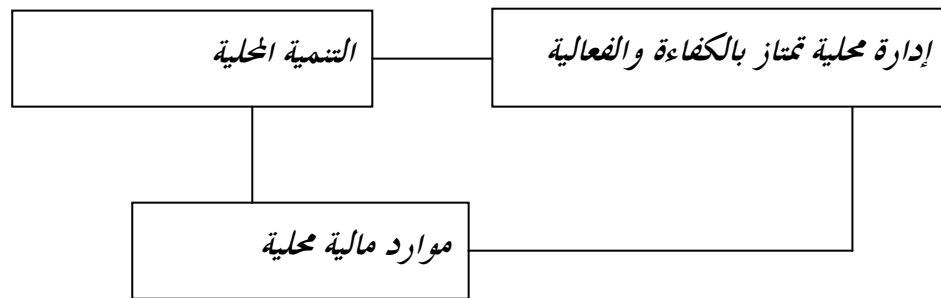 إدارة محلية تمتاز بالكفاءة والفعالية
التنمية المحلية
موارد مالية محلية